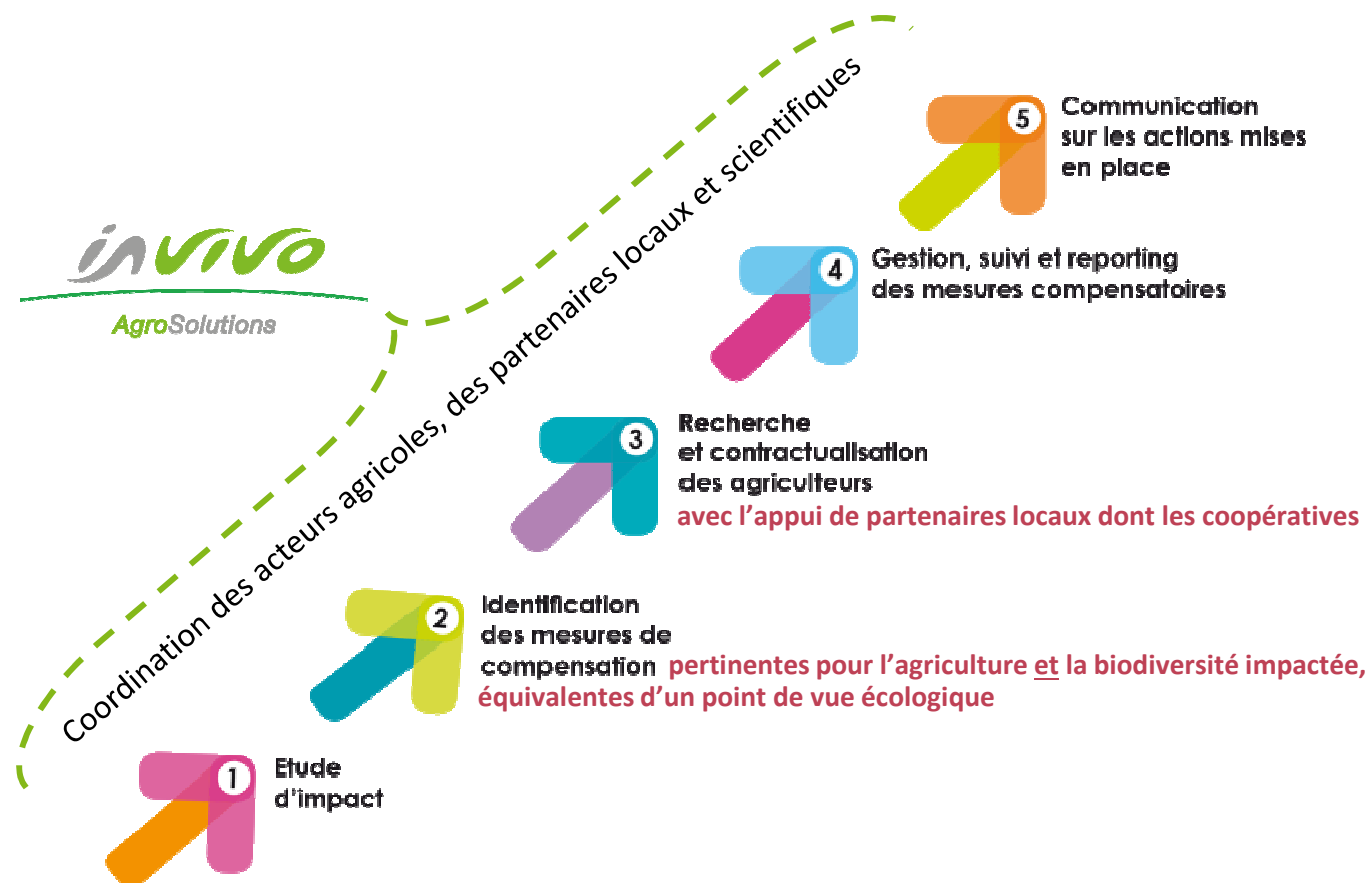 invivo
AgroSolutions
Coordination des acteurs agricoles, des partenaires locaux et scientifiques
5
Communication
sur les actions mises
en place
4
Gestion, suivi et reporting
des mesures compensatoires
3
Recherche
et contractualisation
des agriculteurs
avec l’appui de partenaires locaux dont les coopératives
2
Identification
des mesures de
compensation pertinentes pour l’agriculture et la biodiversité impactée,
équivalentes d’un point de vue écologique
1
Etude
d'impact